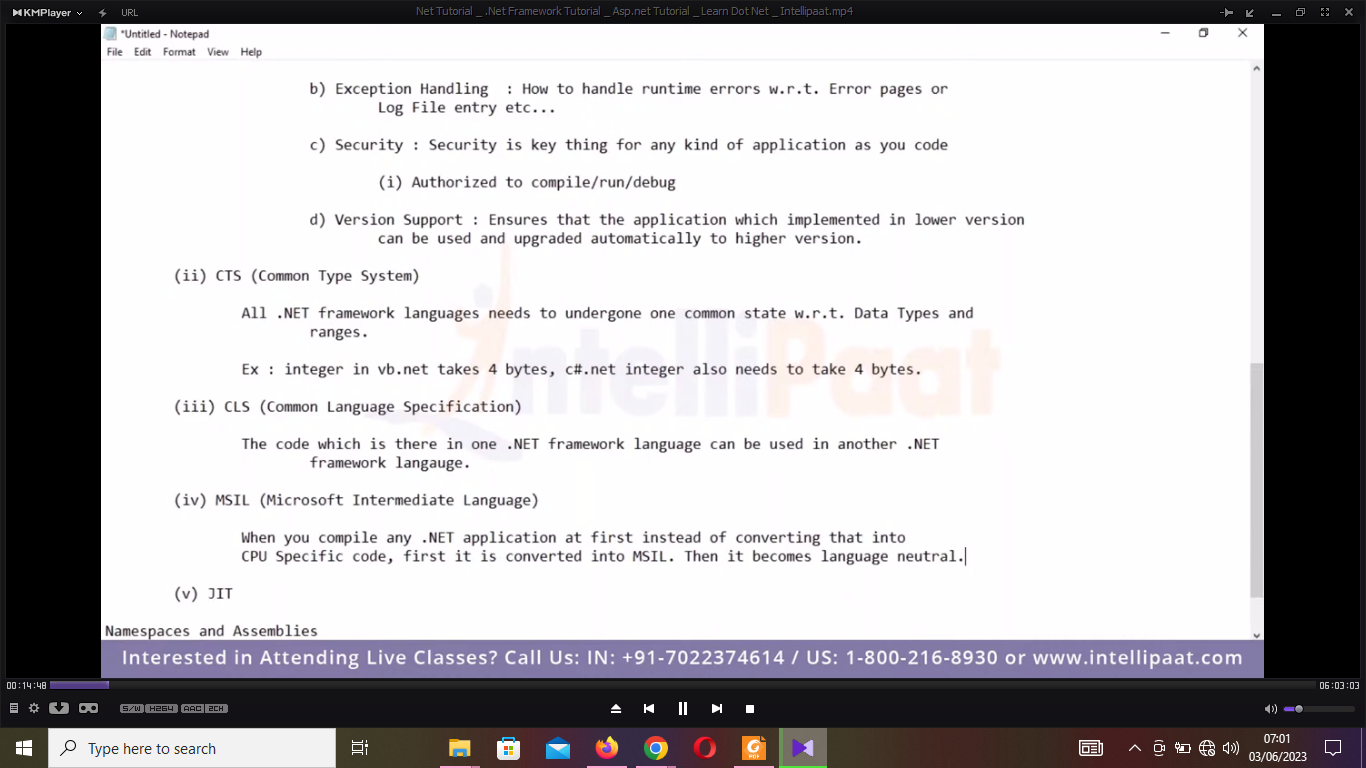 KMPlayer
URL
Net Tutorial _ .Net Framework Tutorial _ Asp.net Tutorial _ Learn Dot Net _ Intellipaat.mp4
*Untitled - Notepad
File Edit Format View Help
b) Exception Handling : How to handle runtime errors w.r.t. Error pages or
Log File entry etc...
c) Security : Security is key thing for any kind of application as you code
(i) Authorized to compile/run/debug
d) Version Support : Ensures that the application which implemented in lower version
can be used and upgraded automatically to higher version.
(ii) CTS (Common Type System)
All .NET framework languages needs to undergone one common state w.r.t. Data Types and
ranges.
Ex : integer in vb.net takes 4 bytes, c#.net integer also needs to take 4 bytes.
(iii) CLS (Common Language Specification)
The code which is there in one .NET framework language can be used in another .NET
framework langauge.
(iv) MSIL (Microsoft Intermediate Language)
When you compile any .NET application at first instead of converting that into
CPU Specific code, first it is converted into MSIL. Then it becomes language neutral.
(v) JIT
Namespaces and Assemblies
IntelliPaat
Interested in Attending Live Classes? Call Us: IN: +91-7022374614 / US: 1-800-216-8930 or www.intellipaat.com
00:14:48
06:03:03
S/W H264 AAC 2CH
Type here to search
PDF
07:01
03/06/2023